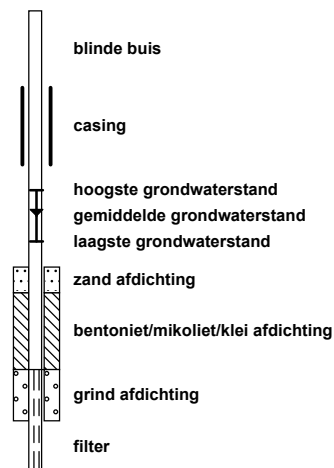 blinde buis
casing
hoogste grondwaterstand
gemiddelde grondwaterstand
laagste grondwaterstand
zand afdichting
bentoniet/mikoliet/klei afdichting
grind afdichting
filter